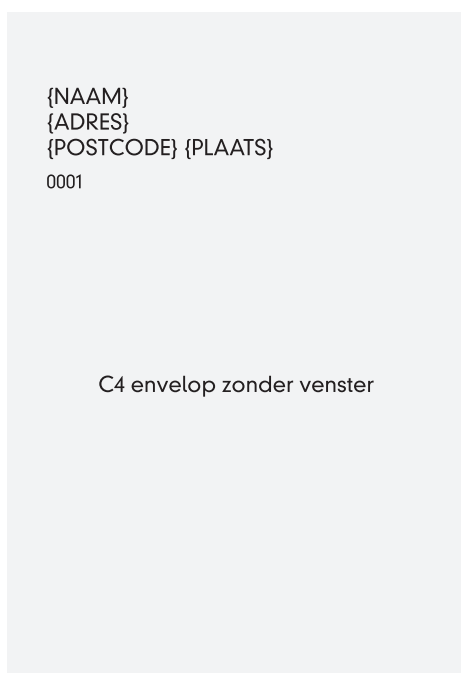 {NAAM}
{ADRES}
{POSTCODE} {PLAATS}
0001
C4 envelop zonder venster